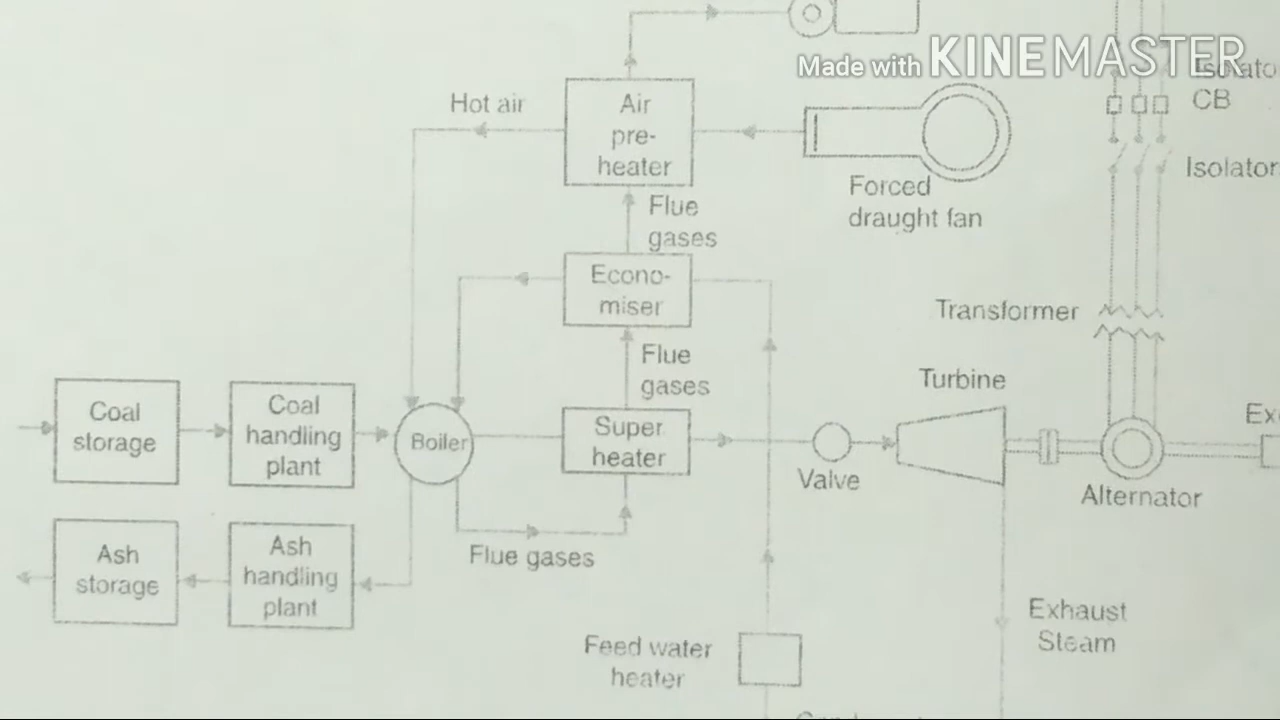 Made with KINEMASTER
Isolato
CB
Isolator
Hot air
Air
pre-
heater
Forced
draught fan
Flue
gases
Econo-
miser
Transformer
Flue
gases
Turbine
Coal
storage
Coal
handling
plant
Boiler
Super
heater
Valve
Alternator
Ex
Ash
storage
Ash
handling
plant
Flue gases
Exhaust
Steam
Feed water
heater